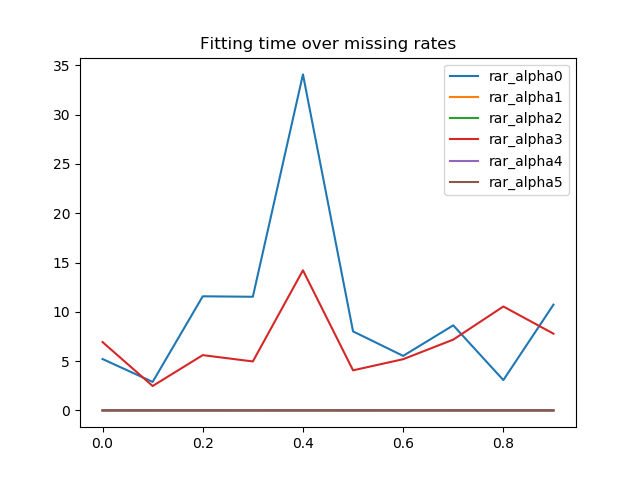 Fitting time over missing rates
rar_alpha0
rar_alpha1
rar_alpha2
rar_alpha3
rar_alpha4
rar_alpha5
35
30
25
20
15
10
5
0
0.0 0.2 0.4 0.6 0.8